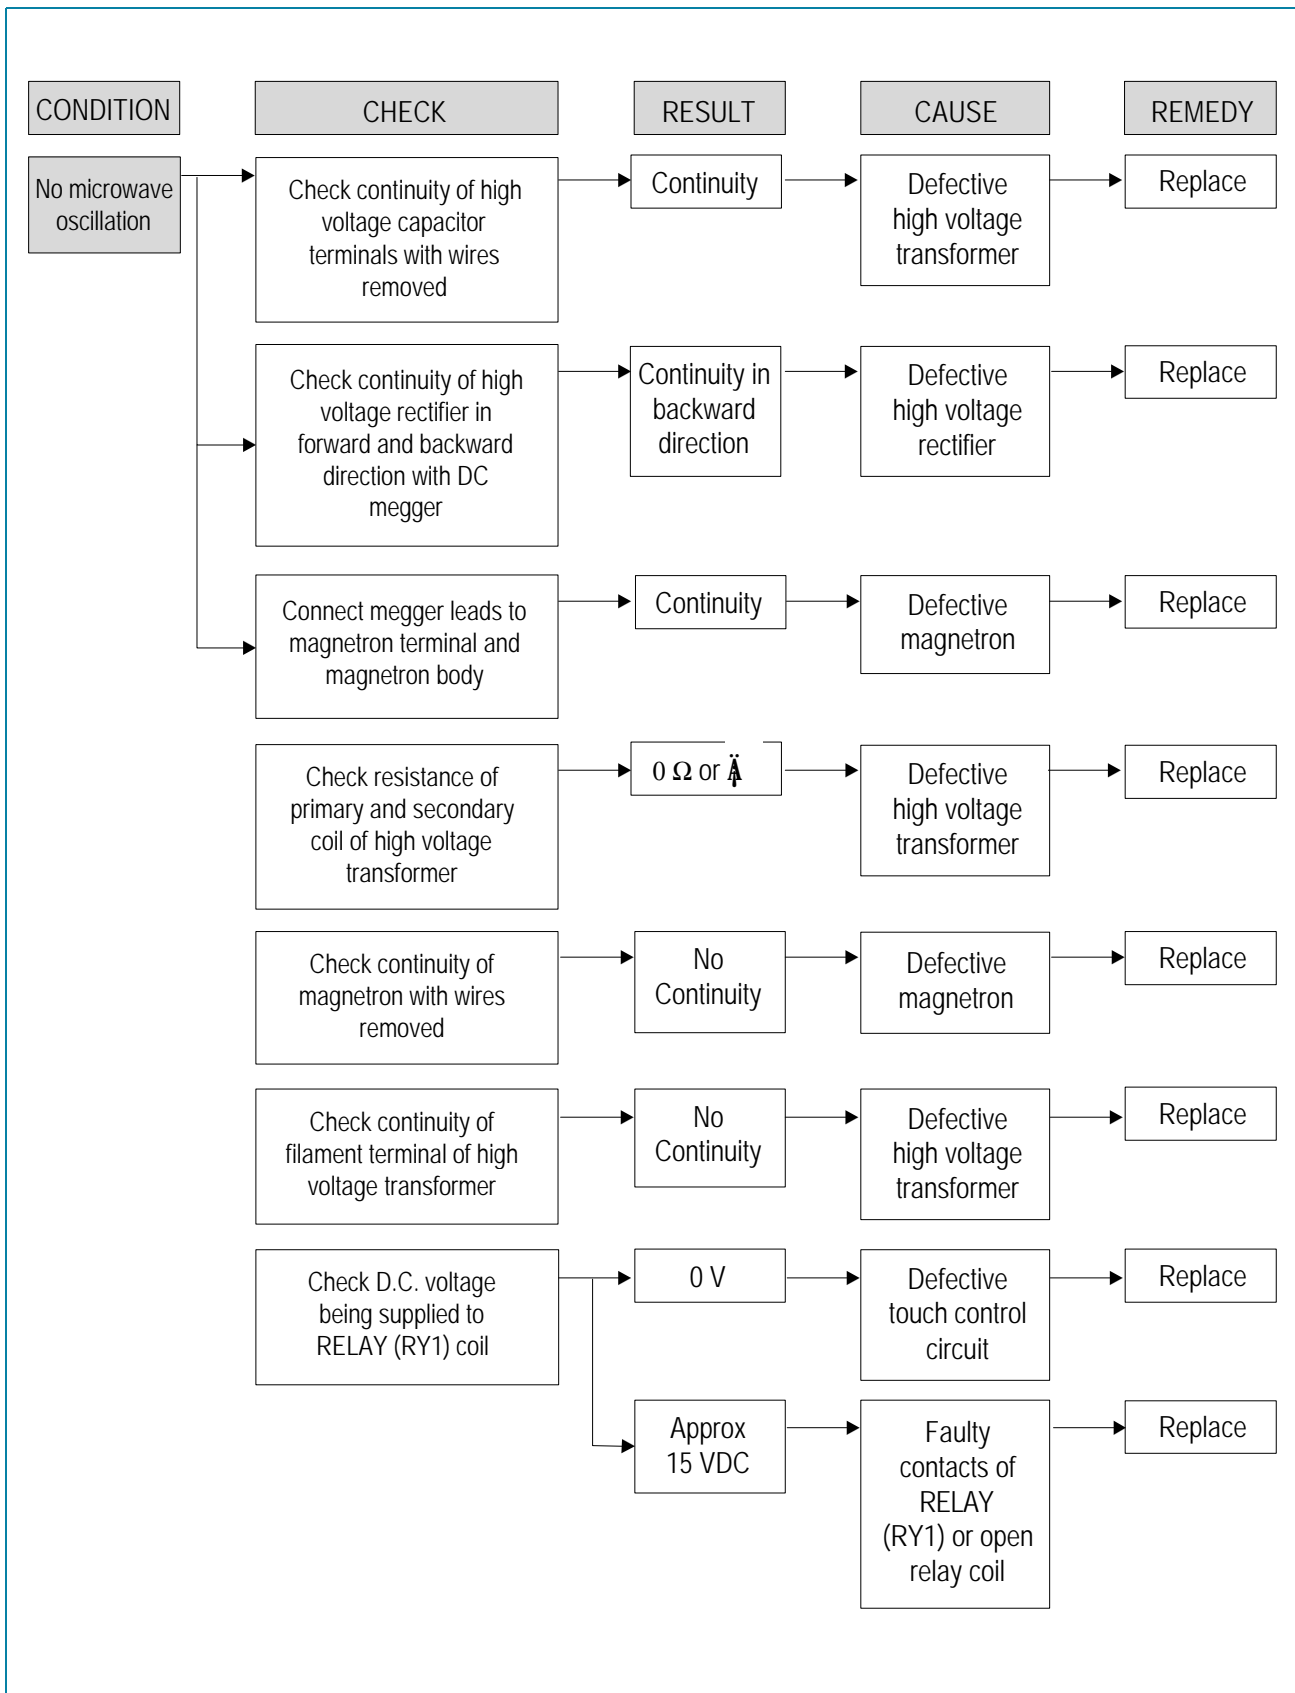 CONDITION
CHECK
RESULT
CAUSE
REMEDY
No microwave
oscillation
Check continuity of high
voltage capacitor
terminals with wires
removed
Continuity
Defective
high voltage
transformer
Replace
Check continuity of high
voltage rectifier in
forward and backward
direction with DC
megger
Continuity in
backward
direction
Defective
high voltage
rectifier
Replace
Connect megger leads to
magnetron terminal and
magnetron body
Continuity
Defective
magnetron
Replace
Check resistance of
primary and secondary
coil of high voltage
transformer
0 Ω or
Defective
high voltage
transformer
Replace
Check continuity of
magnetron with wires
removed
No
Continuity
Defective
magnetron
Replace
Check continuity of
filament terminal of high
voltage transformer
No
Continuity
Defective
high voltage
transformer
Replace
Check D.C. voltage
being supplied to
RELAY (RY1) coil
0 V
Defective
touch control
circuit
Replace
Approx
15 VDC
Faulty
contacts of
RELAY
(RY1) or open
relay coil
Replace